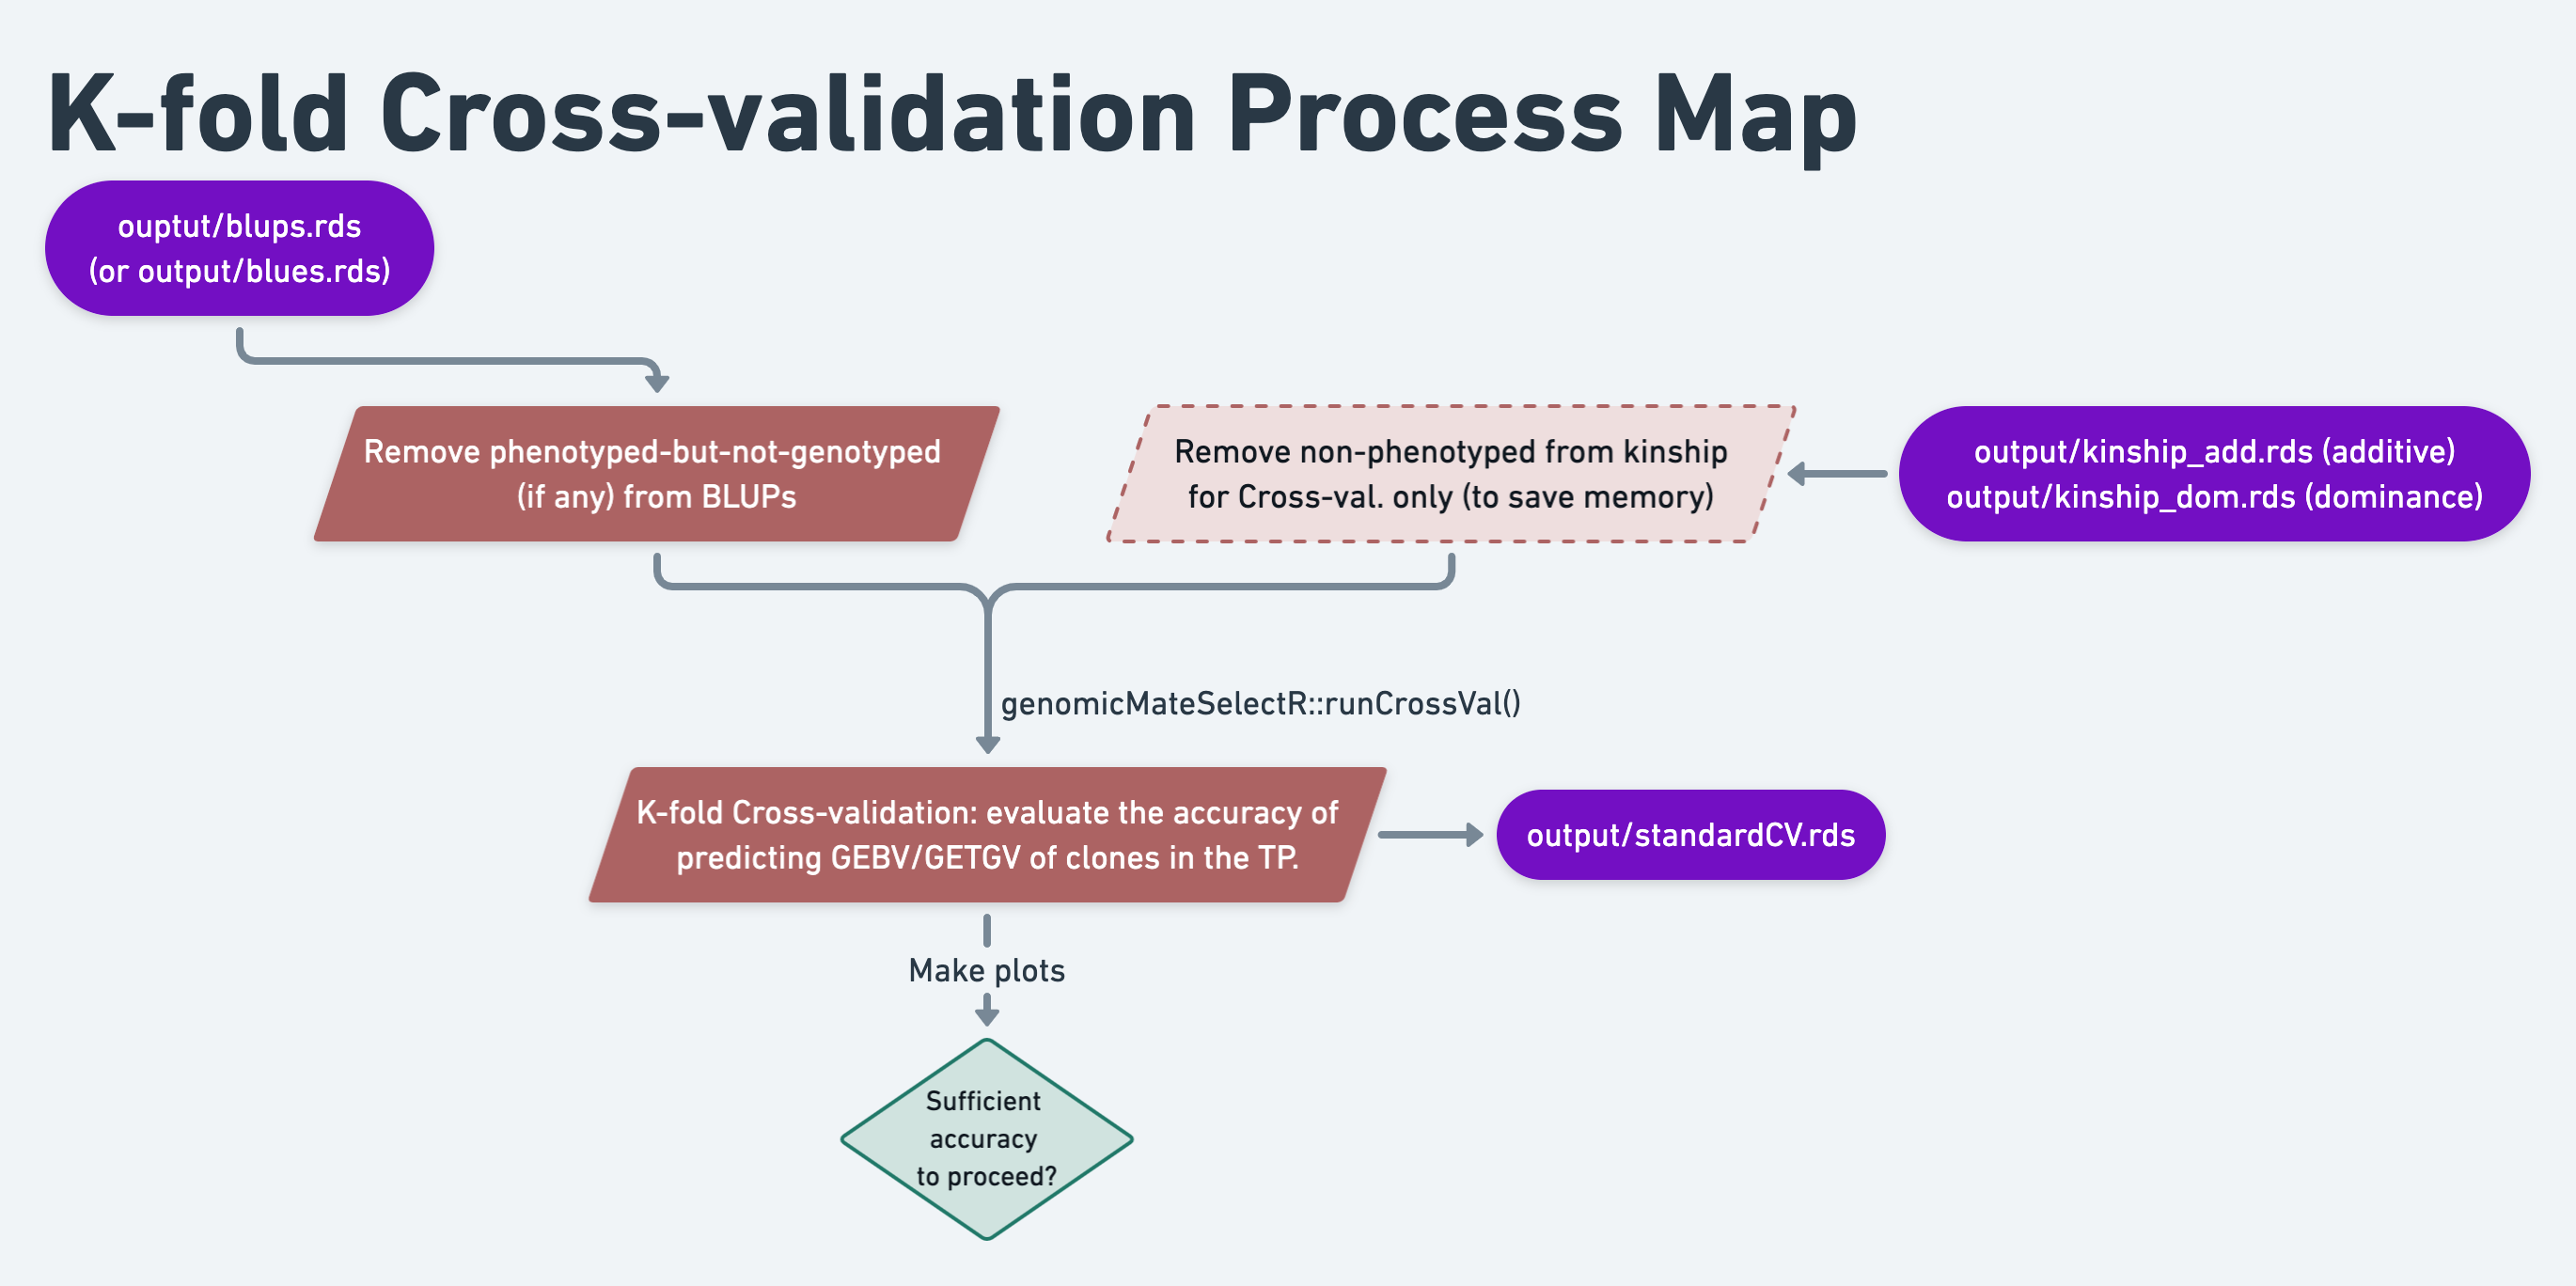 K-fold Cross-validation Process Map
ouptut/blups.rds
(or output/blues.rds)
Remove phenotyped-but-not-genotyped
(if any) from BLUPs
Remove non-phenotyped from kinship
for Cross-val. only (to save memory)
output/kinship_add.rds (additive)
output/kinship_dom.rds (dominance)
genomicMateSelectR::runCrossVal()
K-fold Cross-validation: evaluate the accuracy of
predicting GEBV/GETGV of clones in the TP.
output/standardCV.rds
Make plots
Sufficient
accuracy
to proceed?